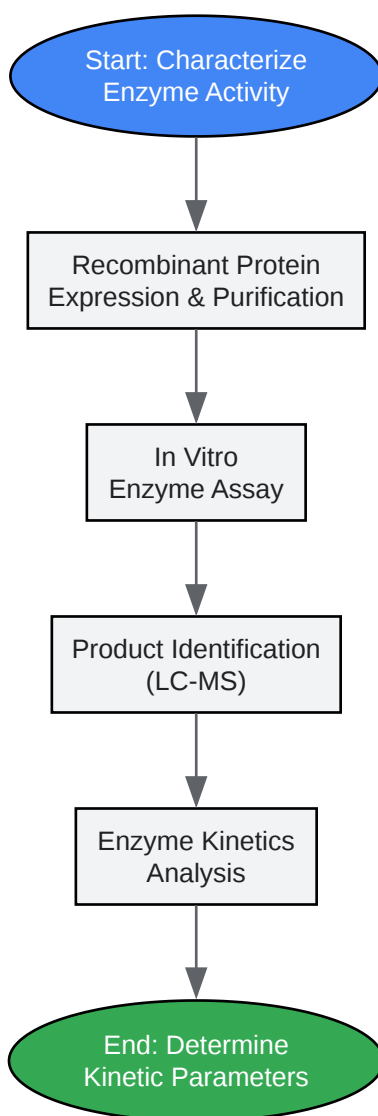 Start: Characterize
Enzyme Activity
Recombinant Protein
Expression & Purification
In Vitro
Enzyme Assay
Product Identification
(LC-MS)
Enzyme Kinetics
Analysis
End: Determine
Kinetic Parameters